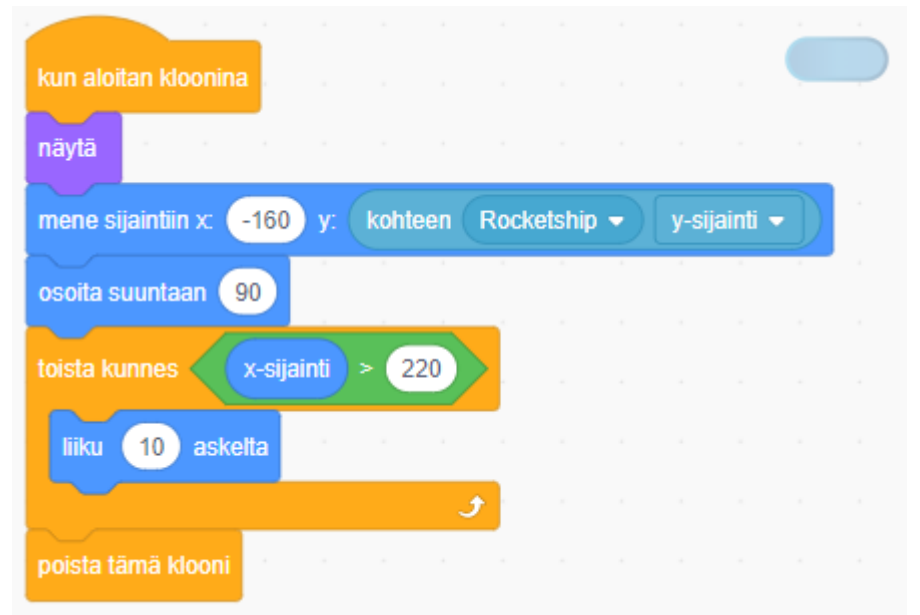 kun aloitan kloonina
näytä
mene sijaintiin x: -160 y: kohteen Rocketship y-sijainti
osoita suuntaan 90
toista kunnes x-sijainti > 220
liiku 10 askelta
poista tämä klooni